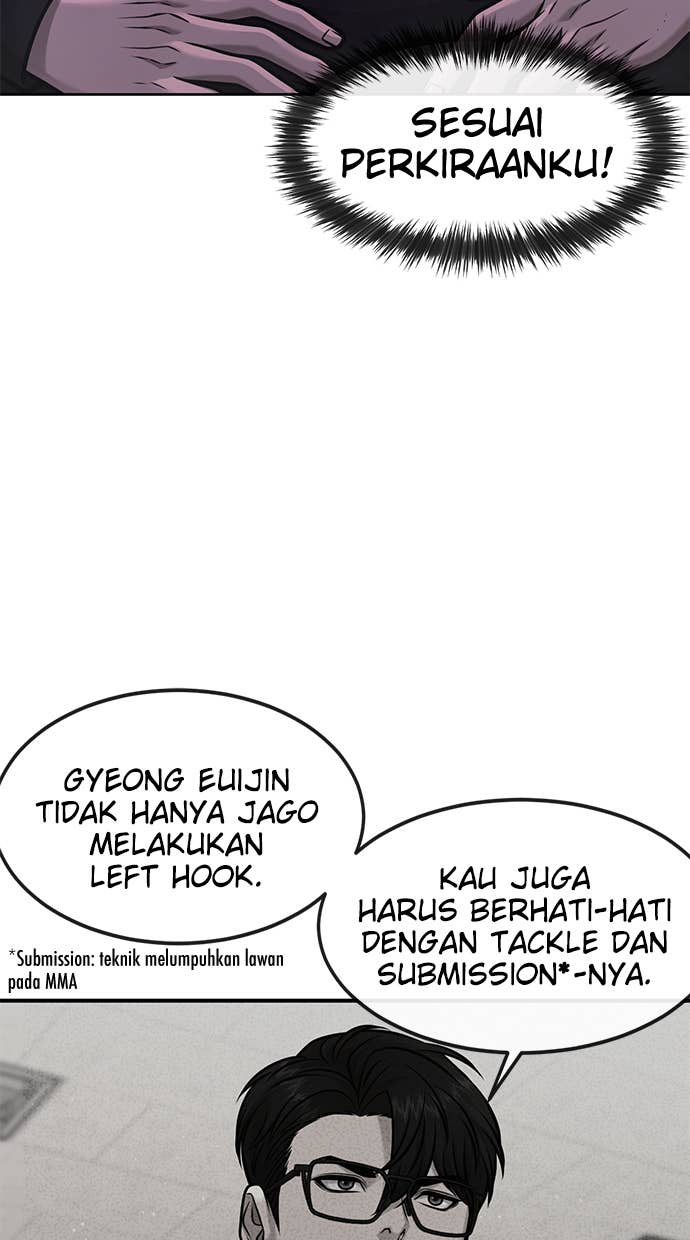 SESUAI
PERKIRAANKU!
GYEONG EUIJIN
TIDAK HANYA JAGO
MELAKUKAN
LEFT HOOK.
KAU JUGA
HARUS BERHATI-HATI
DENGAN TACKLE DAN
SUBMISSION*-NYA.
*Submission: teknik melumpuhkan lawan
pada MMA